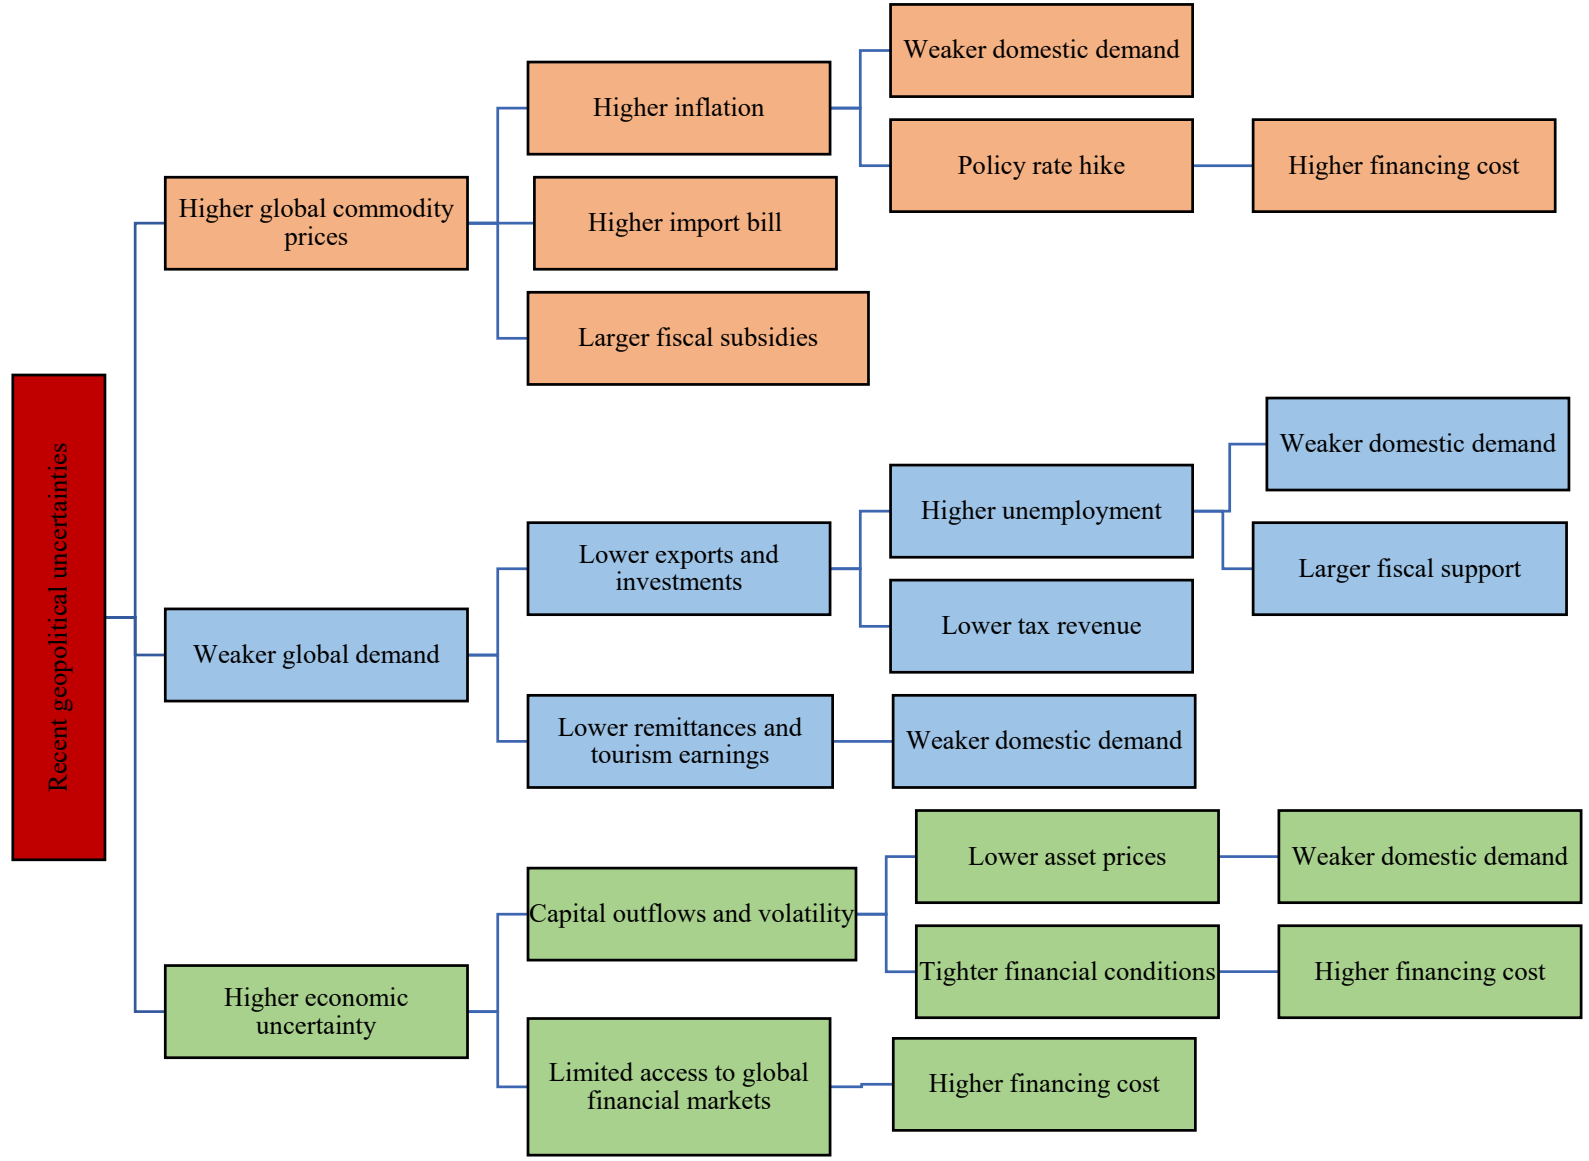 Recent geopolitical uncertainties
Higher global commodity
prices
Higher inflation
Weaker domestic demand
Policy rate hike
Higher financing cost
Higher import bill
Larger fiscal subsidies
Weaker global demand
Lower exports and
investments
Higher unemployment
Weaker domestic demand
Larger fiscal support
Lower tax revenue
Lower remittances and
tourism earnings
Weaker domestic demand
Higher economic
uncertainty
Capital outflows and volatility
Lower asset prices
Weaker domestic demand
Tighter financial conditions
Higher financing cost
Limited access to global
financial markets
Higher financing cost